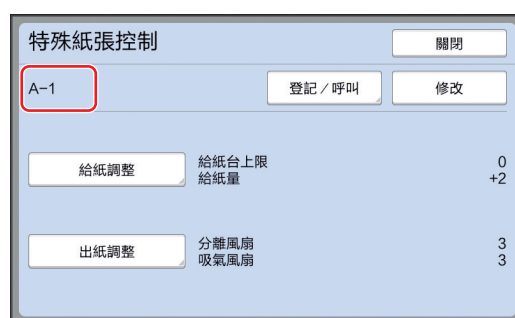 特殊紙張控制 關閉
A-1 登記／呼叫 修改
給紙調整 給紙台上限 0
給紙量 +2
出紙調整 分離風扇 3
吸氣風扇 3